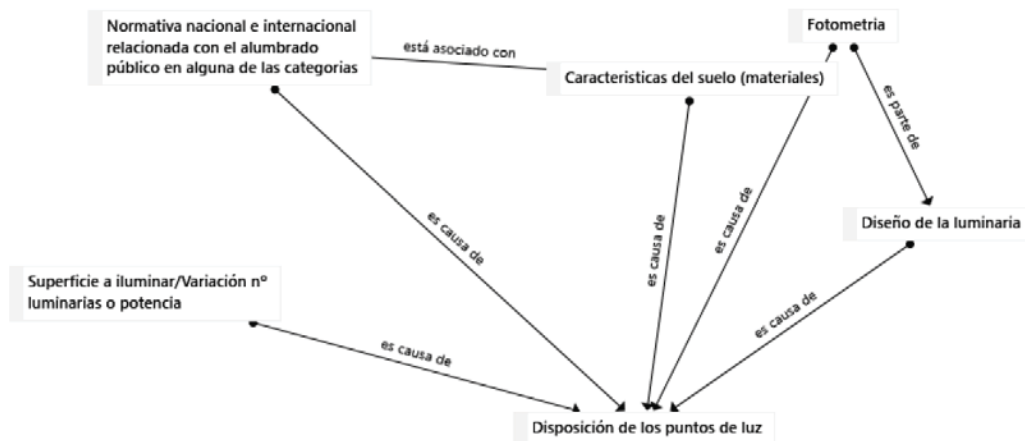 Normativa nacional e internacional
relacionada con el alumbrado
público en alguna de las categorias
Fotometria
está asociado con
Caracteristicas del suelo (materiales)
es parte de
Diseño de la luminaria
es causa de
es causa de
es causa de
es causa de
Superficie a iluminar/Variación nº
luminarias o potencia
es causa de
Disposición de los puntos de luz